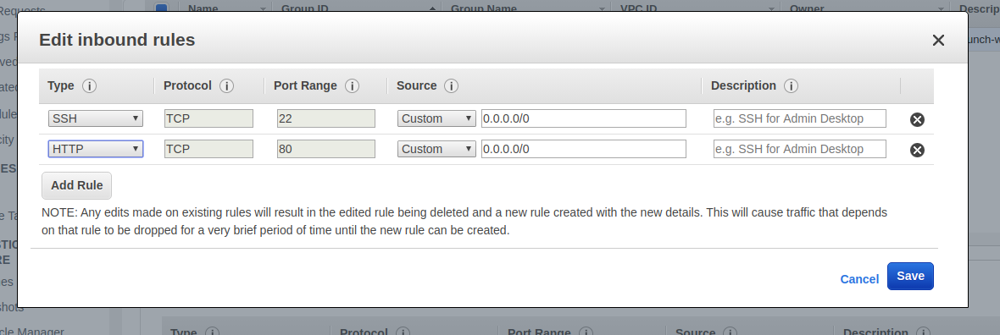 Requests
Name Group ID Group Name VPC ID Owner Descrip
Edit inbound rules
unch-w
Type Protocol Port Range Source Description
SSH TCP 22 Custom 0.0.0.0/0 e.g. SSH for Admin Desktop
HTTP TCP 80 Custom 0.0.0.0/0 e.g. SSH for Admin Desktop
Add Rule
NOTE: Any edits made on existing rules will result in the edited rule being deleted and a new rule created with the new details. This will cause traffic that depends
on that rule to be dropped for a very brief period of time until the new rule can be created.
Cancel Save
shots
cle Manager
Type Protocol Port Range Source Description